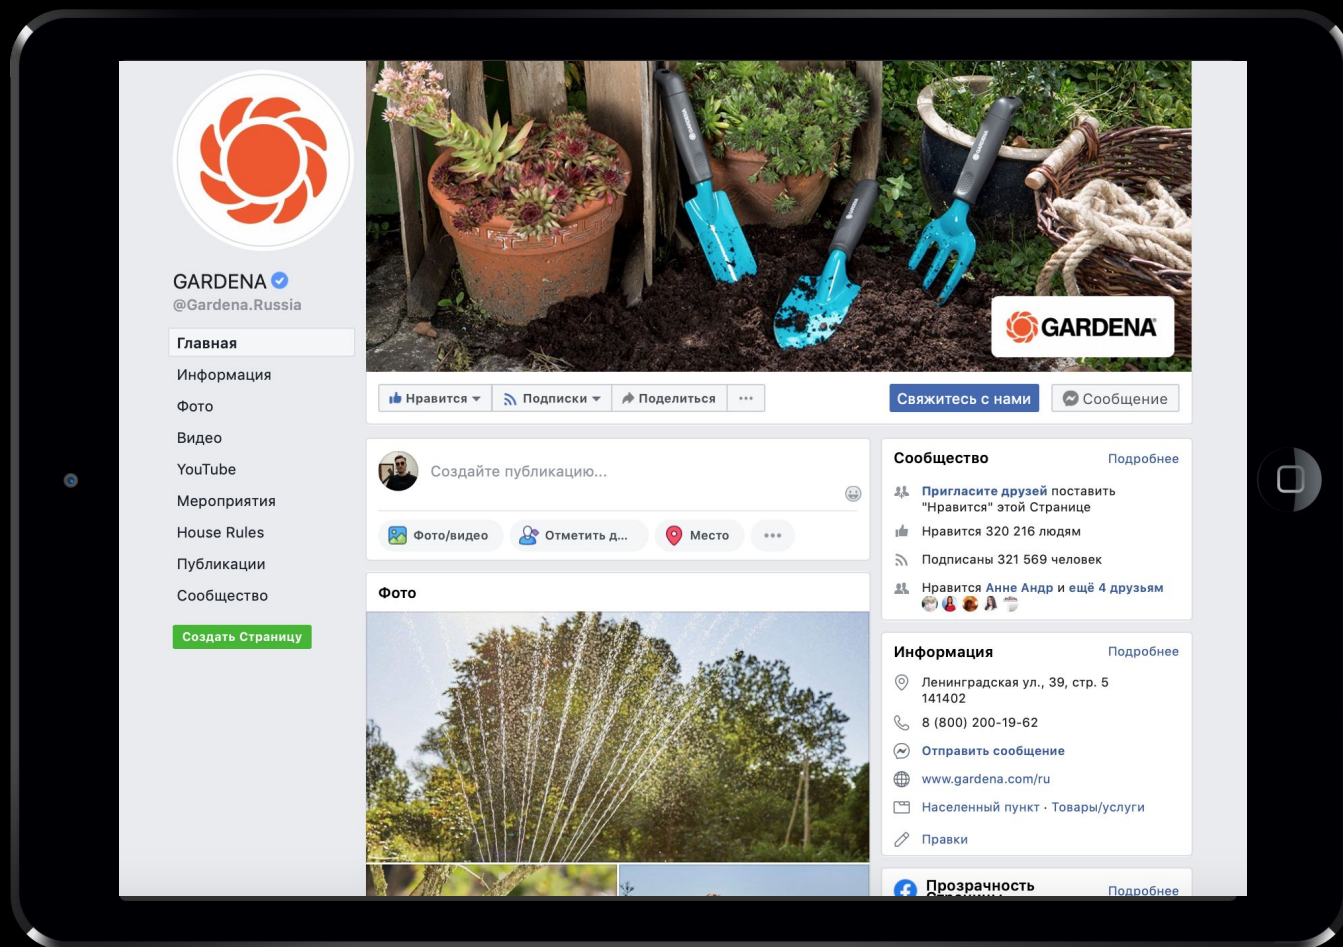 GARDENA
@Gardena.Russia
Главная
Информация
Фото
Видео
YouTube
Мероприятия
House Rules
Публикации
Сообщество
Создать Страницу
GARDENA
GARDENA
GARDENA
GARDENA
Нравится
Подписки
Поделиться
Свяжитесь с нами
Сообщение
Создайте публикацию...
Фото/видео
Отметить д...
Место
Фото
Сообщество
Подробнее
Пригласите друзей поставить
"Нравится" этой Странице
Нравится 320 216 людям
Подписаны 321 569 человек
Нравится Анне Андр и ещё 4 друзьям
Информация
Подробнее
Ленинградская ул., 39, стр. 5
141402
8 (800) 200-19-62
Отправить сообщение
www.gardena.com/ru
Населенный пункт · Товары/услуги
Правки
Прозрачность
Страницы
Подробнее